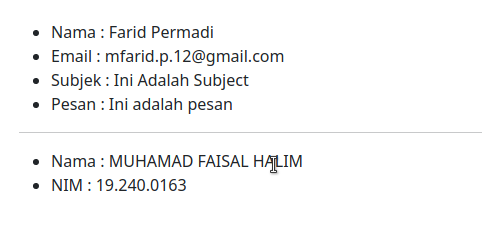 Nama : Farid Permadi
Email : mfarid.p.12@gmail.com
Subjek : Ini Adalah Subject
Pesan : Ini adalah pesan
Nama : MUHAMAD FAISAL HALIM
NIM : 19.240.0163